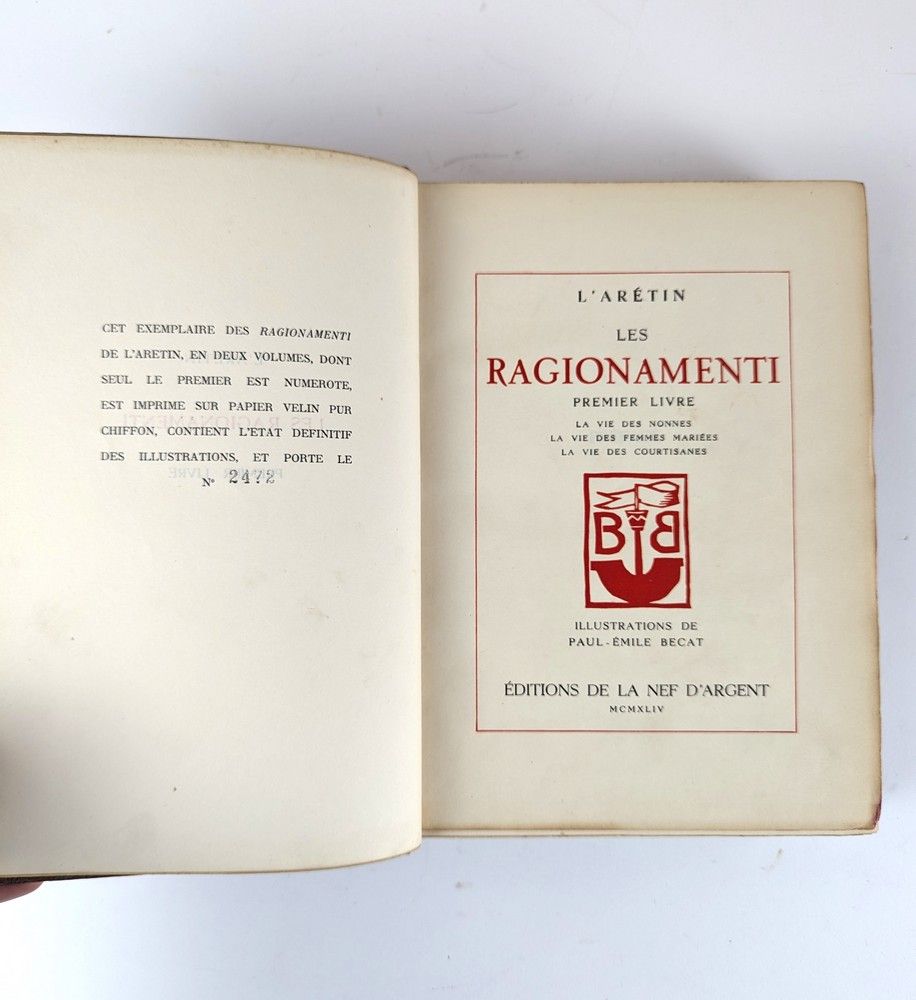 CET EXEMPLAIRE DES RAGIONAMENTI
DE L'ARETIN, EN DEUX VOLUMES, DONT
SEUL LE PREMIER EST NUMEROTE,
EST IMPRIME SUR PAPIER VELIN PUR
CHIFFON, CONTIENT L'ETAT DEFINITIF
DES ILLUSTRATIONS, ET PORTE LE
N°
L'ARÉTIN
LES
RAGIONAMENTI
PREMIER LIVRE
LA VIE DES NONNES
LA VIE DES FEMMES MARIÉES
LA VIE DES COURTISANES
B B
ILLUSTRATIONS DE
PAUL-ÉMILE BECAT
ÉDITIONS DE LA NEF D'ARGENT
MCMXLIV